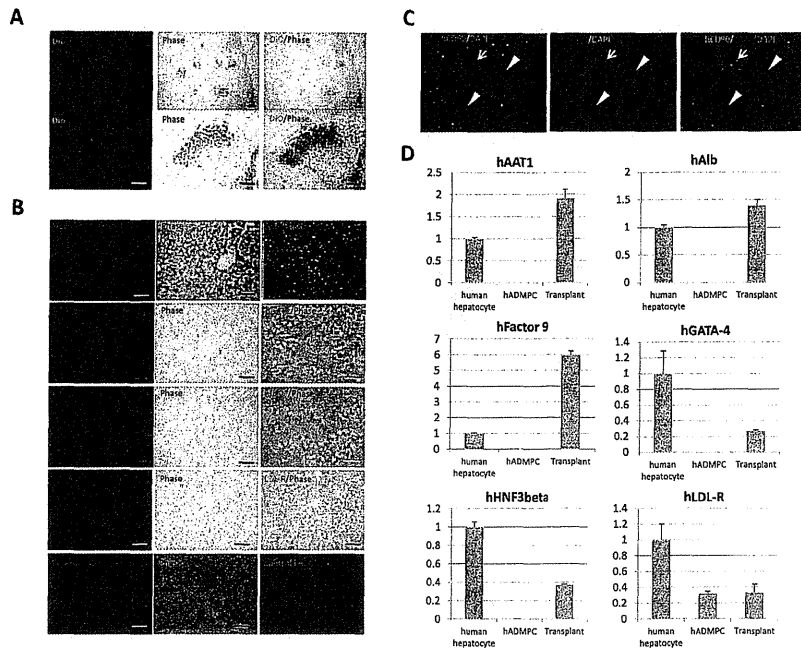 A
DiO
Phase
DiO/Phase
DiO
Phase
DiO/Phase
B
Phase
Phase
Phase
C
/DAPI
D
hAAT1
2.5
2
1.5
1
0.5
0
human hepatocyte
hADMPC
Transplant
hAlb
2
1.5
1
0.5
0
human hepatocyte
hADMPC
Transplant
hFactor 9
7
6
5
4
3
2
1
0
human hepatocyte
hADMPC
Transplant
hGATA-4
1.4
1.2
1
0.8
0.6
0.4
0.2
0
human hepatocyte
hADMPC
Transplant
hHNF3beta
1.2
1
0.8
0.6
0.4
0.2
0
human hepatocyte
hADMPC
Transplant
hLDL-R
1.4
1.2
1
0.8
0.6
0.4
0.2
0
human hepatocyte
hADMPC
Transplant